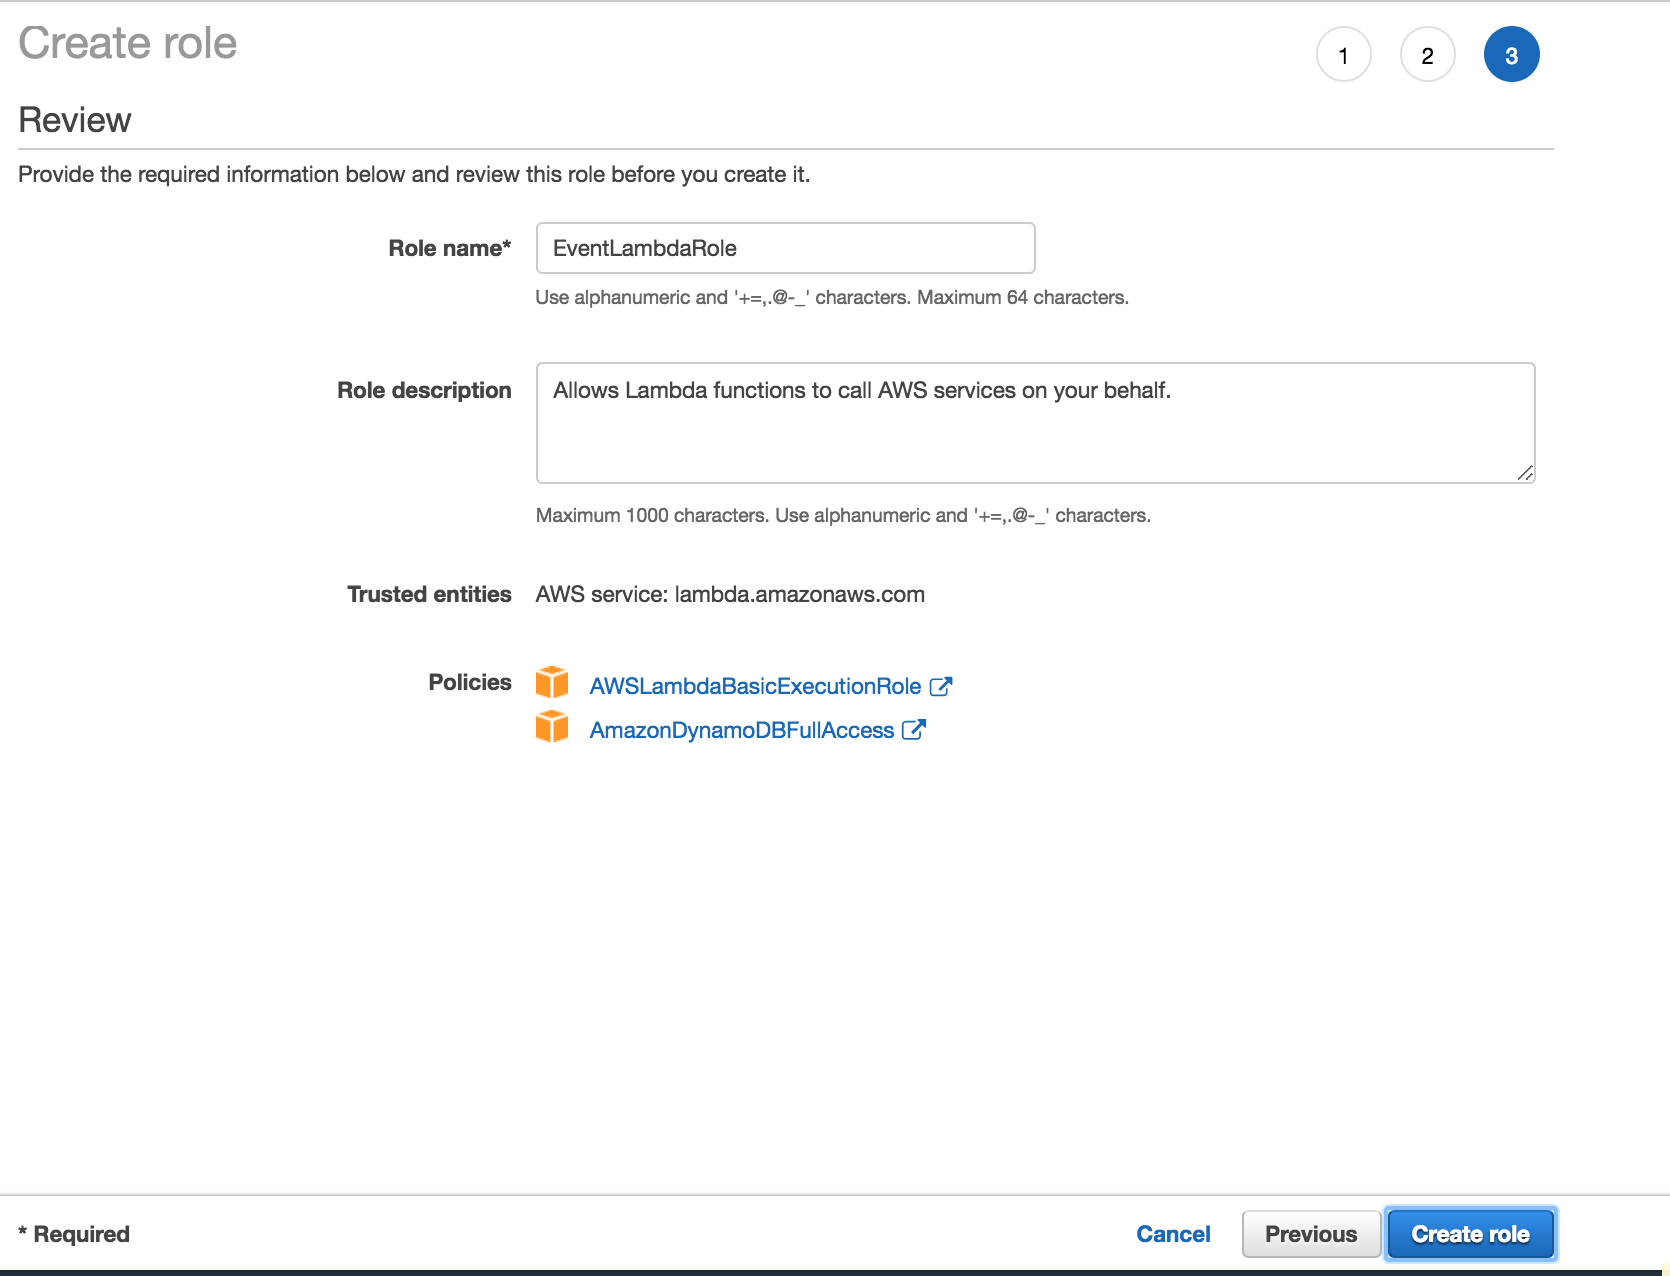 Create role
1 2 3
Review
Provide the required information below and review this role before you create it.
Role name* EventLambdaRole
Use alphanumeric and '+=,.@-_' characters. Maximum 64 characters.
Role description Allows Lambda functions to call AWS services on your behalf.
Maximum 1000 characters. Use alphanumeric and '+=,.@-_' characters.
Trusted entities AWS service: lambda.amazonaws.com
Policies AWSLambdaBasicExecutionRole
AmazonDynamoDBFullAccess
* Required Cancel Previous Create role